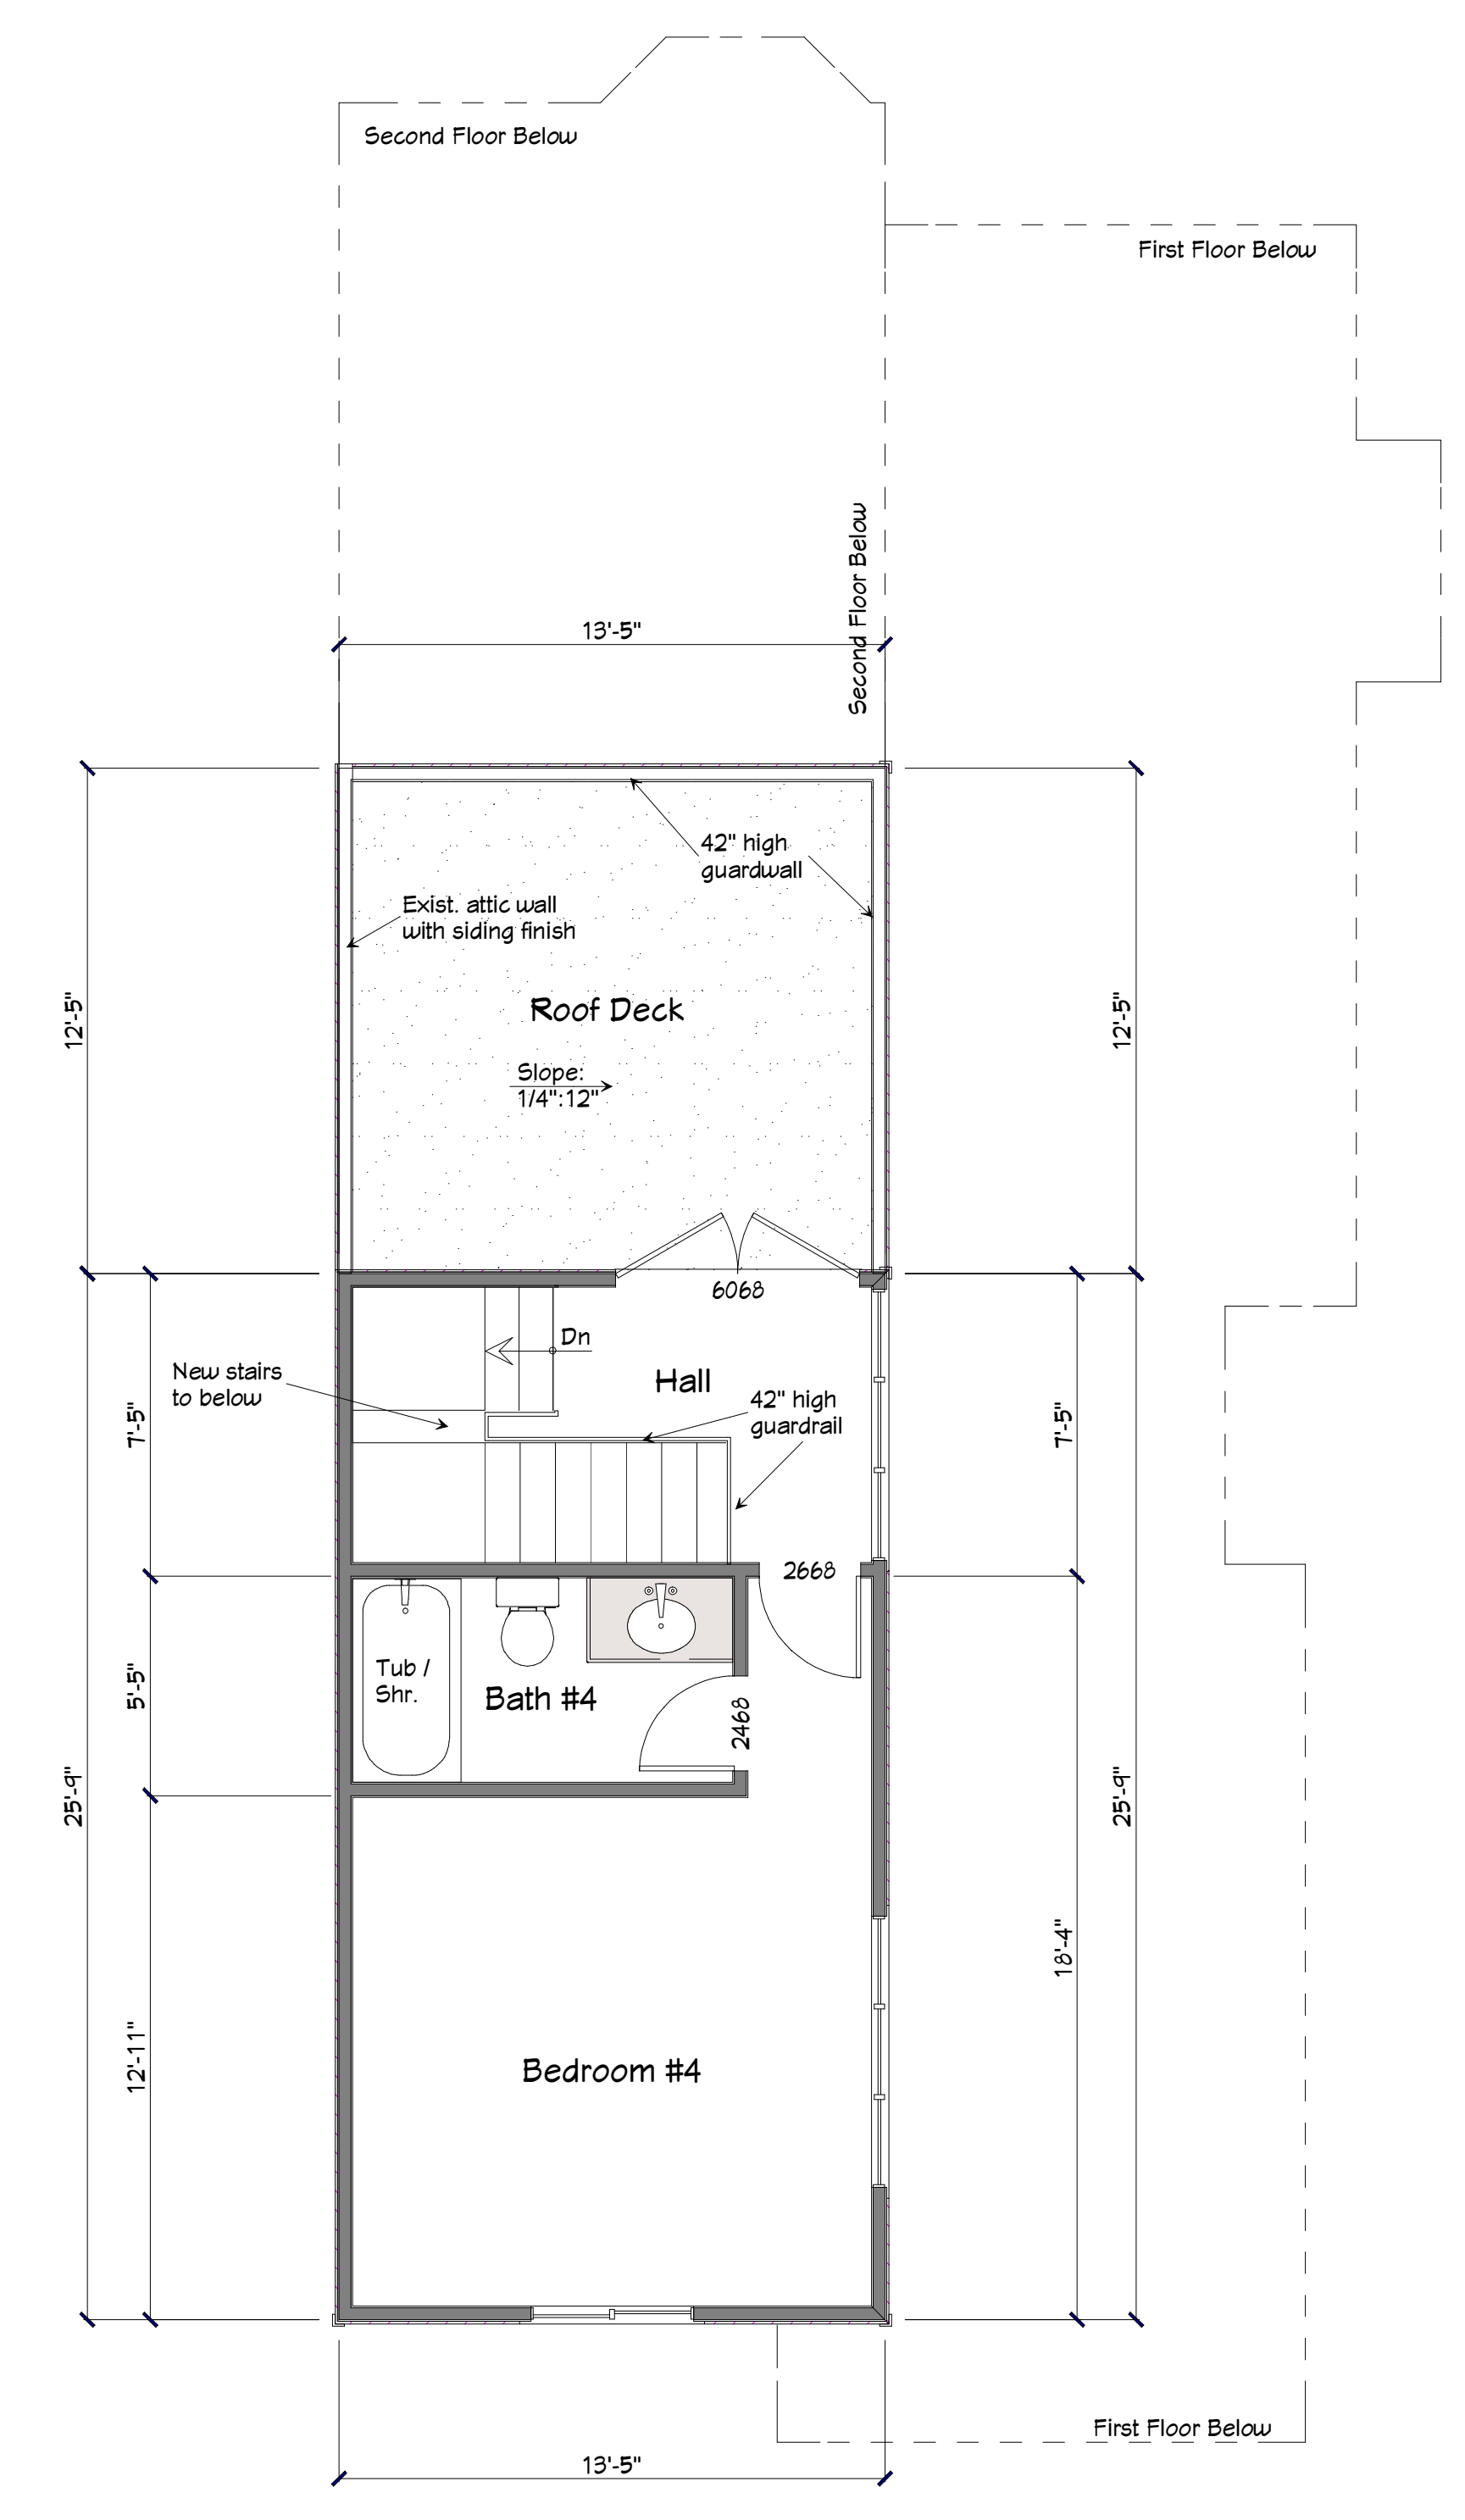 Second Floor Below
First Floor Below
Second Floor Below
13'-5"
42" high
guardwall
Exist. attic wall
with siding finish
12'-5"
Roof Deck
12'-5"
Slope:
1/4":12"
6068
Dn
New stairs
to below
Hall
42" high
guardrail
7'-5"
7'-5"
2668
Tub /
Shr.
Bath #4
2468
5'-5"
25'-9"
25'-9"
18'-4"
12'-11"
Bedroom #4
First Floor Below
13'-5"